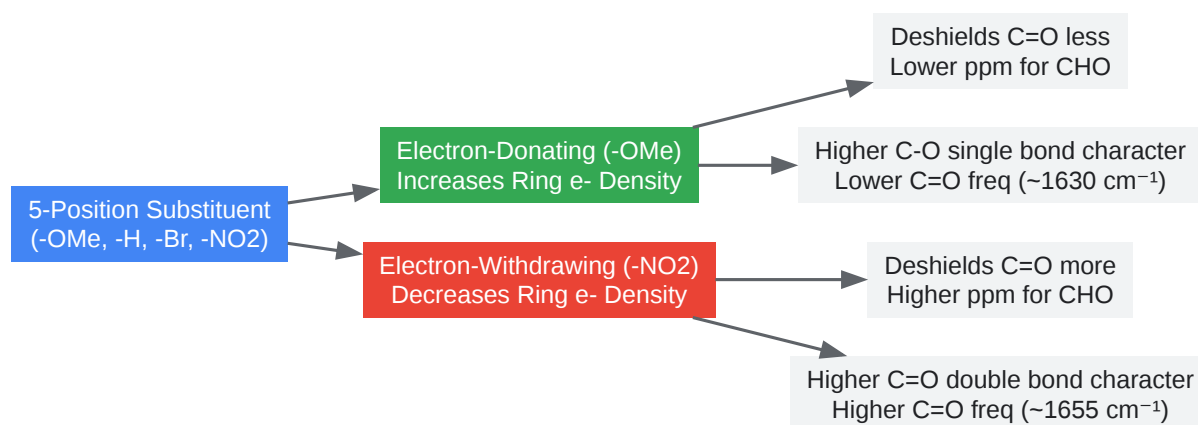 5-Position Substituent
(-OMe, -H, -Br, -NO2)
Electron-Donating (-OMe)
Increases Ring e- Density
Electron-Withdrawing (-NO2)
Decreases Ring e- Density
Deshields C=O less
Lower ppm for CHO
Higher C-O single bond character
Lower C=O freq (~1630 cm⁻¹)
Deshields C=O more
Higher ppm for CHO
Higher C=O double bond character
Higher C=O freq (~1655 cm⁻¹)